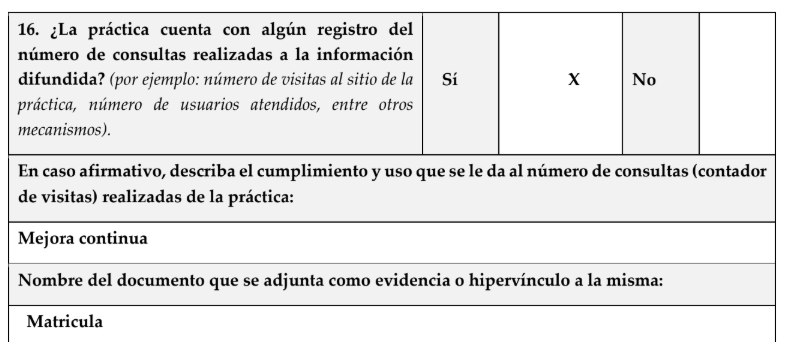 16. ¿La práctica cuenta con algún registro del
número de consultas realizadas a la información
difundida? (por ejemplo: número de visitas al sitio de la
práctica, número de usuarios atendidos, entre otros
mecanismos).
Sí
X
No
En caso afirmativo, describa el cumplimiento y uso que se le da al número de consultas (contador
de visitas) realizadas de la práctica:
Mejora continua
Nombre del documento que se adjunta como evidencia o hipervínculo a la misma:
Matricula